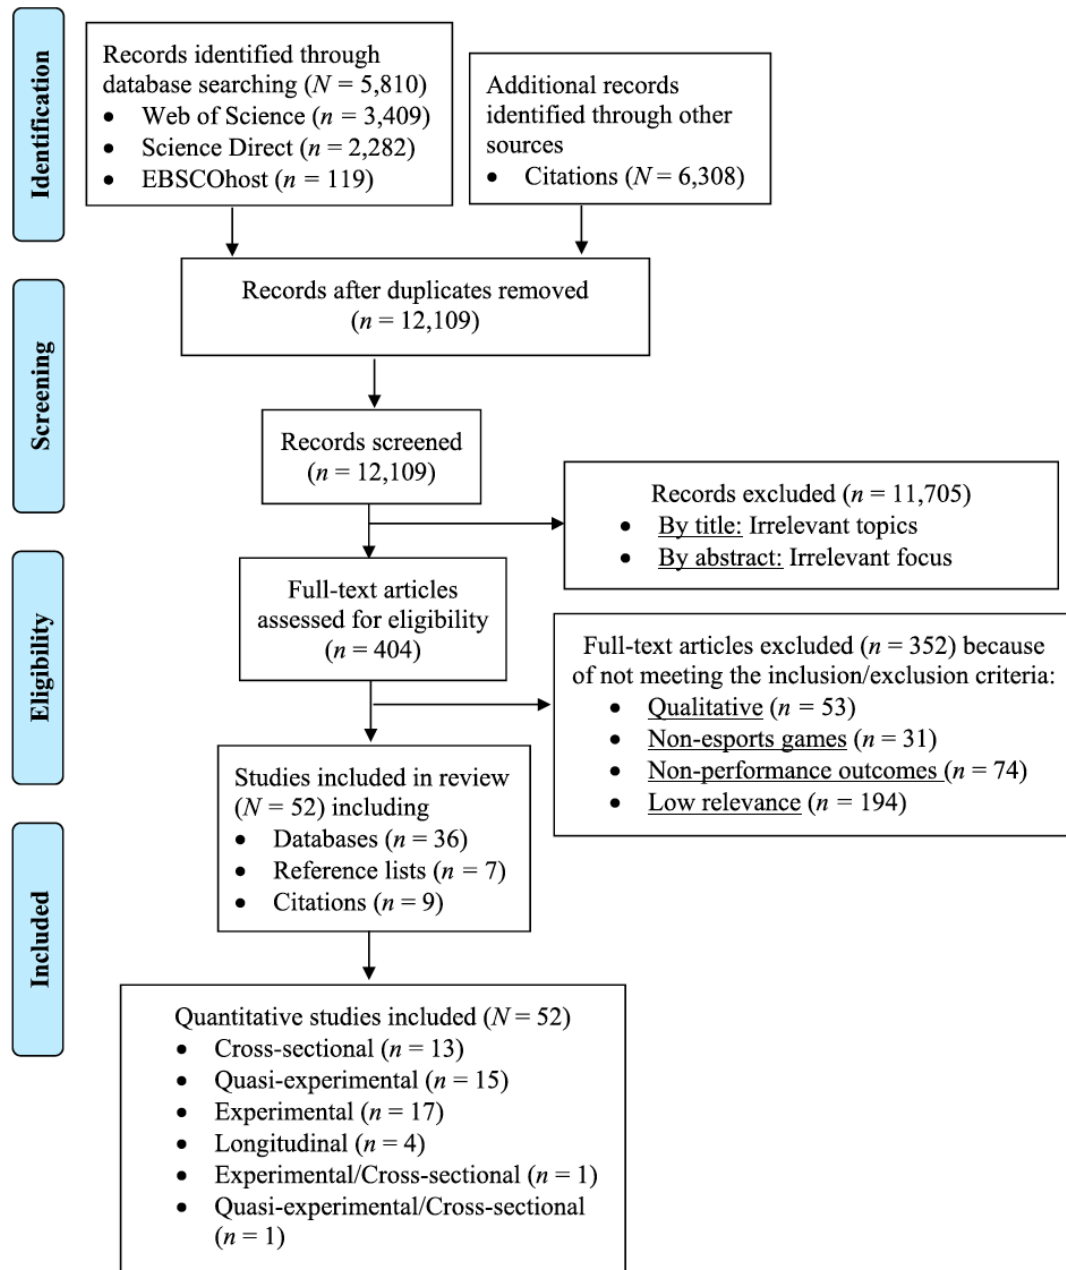 Identification
Records identified through
database searching (N = 5,810)
• Web of Science (n = 3,409)
• Science Direct (n = 2,282)
• EBSCOhost (n = 119)
Additional records
identified through other
sources
• Citations (N = 6,308)
Records after duplicates removed
(n = 12,109)
Screening
Records screened
(n = 12,109)
Records excluded (n = 11,705)
• By title: Irrelevant topics
• By abstract: Irrelevant focus
Eligibility
Full-text articles
assessed for eligibility
(n = 404)
Full-text articles excluded (n = 352) because
of not meeting the inclusion/exclusion criteria:
• Qualitative (n = 53)
• Non-esports games (n = 31)
• Non-performance outcomes (n = 74)
• Low relevance (n = 194)
Studies included in review
(N = 52) including
• Databases (n = 36)
• Reference lists (n = 7)
• Citations (n = 9)
Included
Quantitative studies included (N = 52)
• Cross-sectional (n = 13)
• Quasi-experimental (n = 15)
• Experimental (n = 17)
• Longitudinal (n = 4)
• Experimental/Cross-sectional (n = 1)
• Quasi-experimental/Cross-sectional
(n = 1)